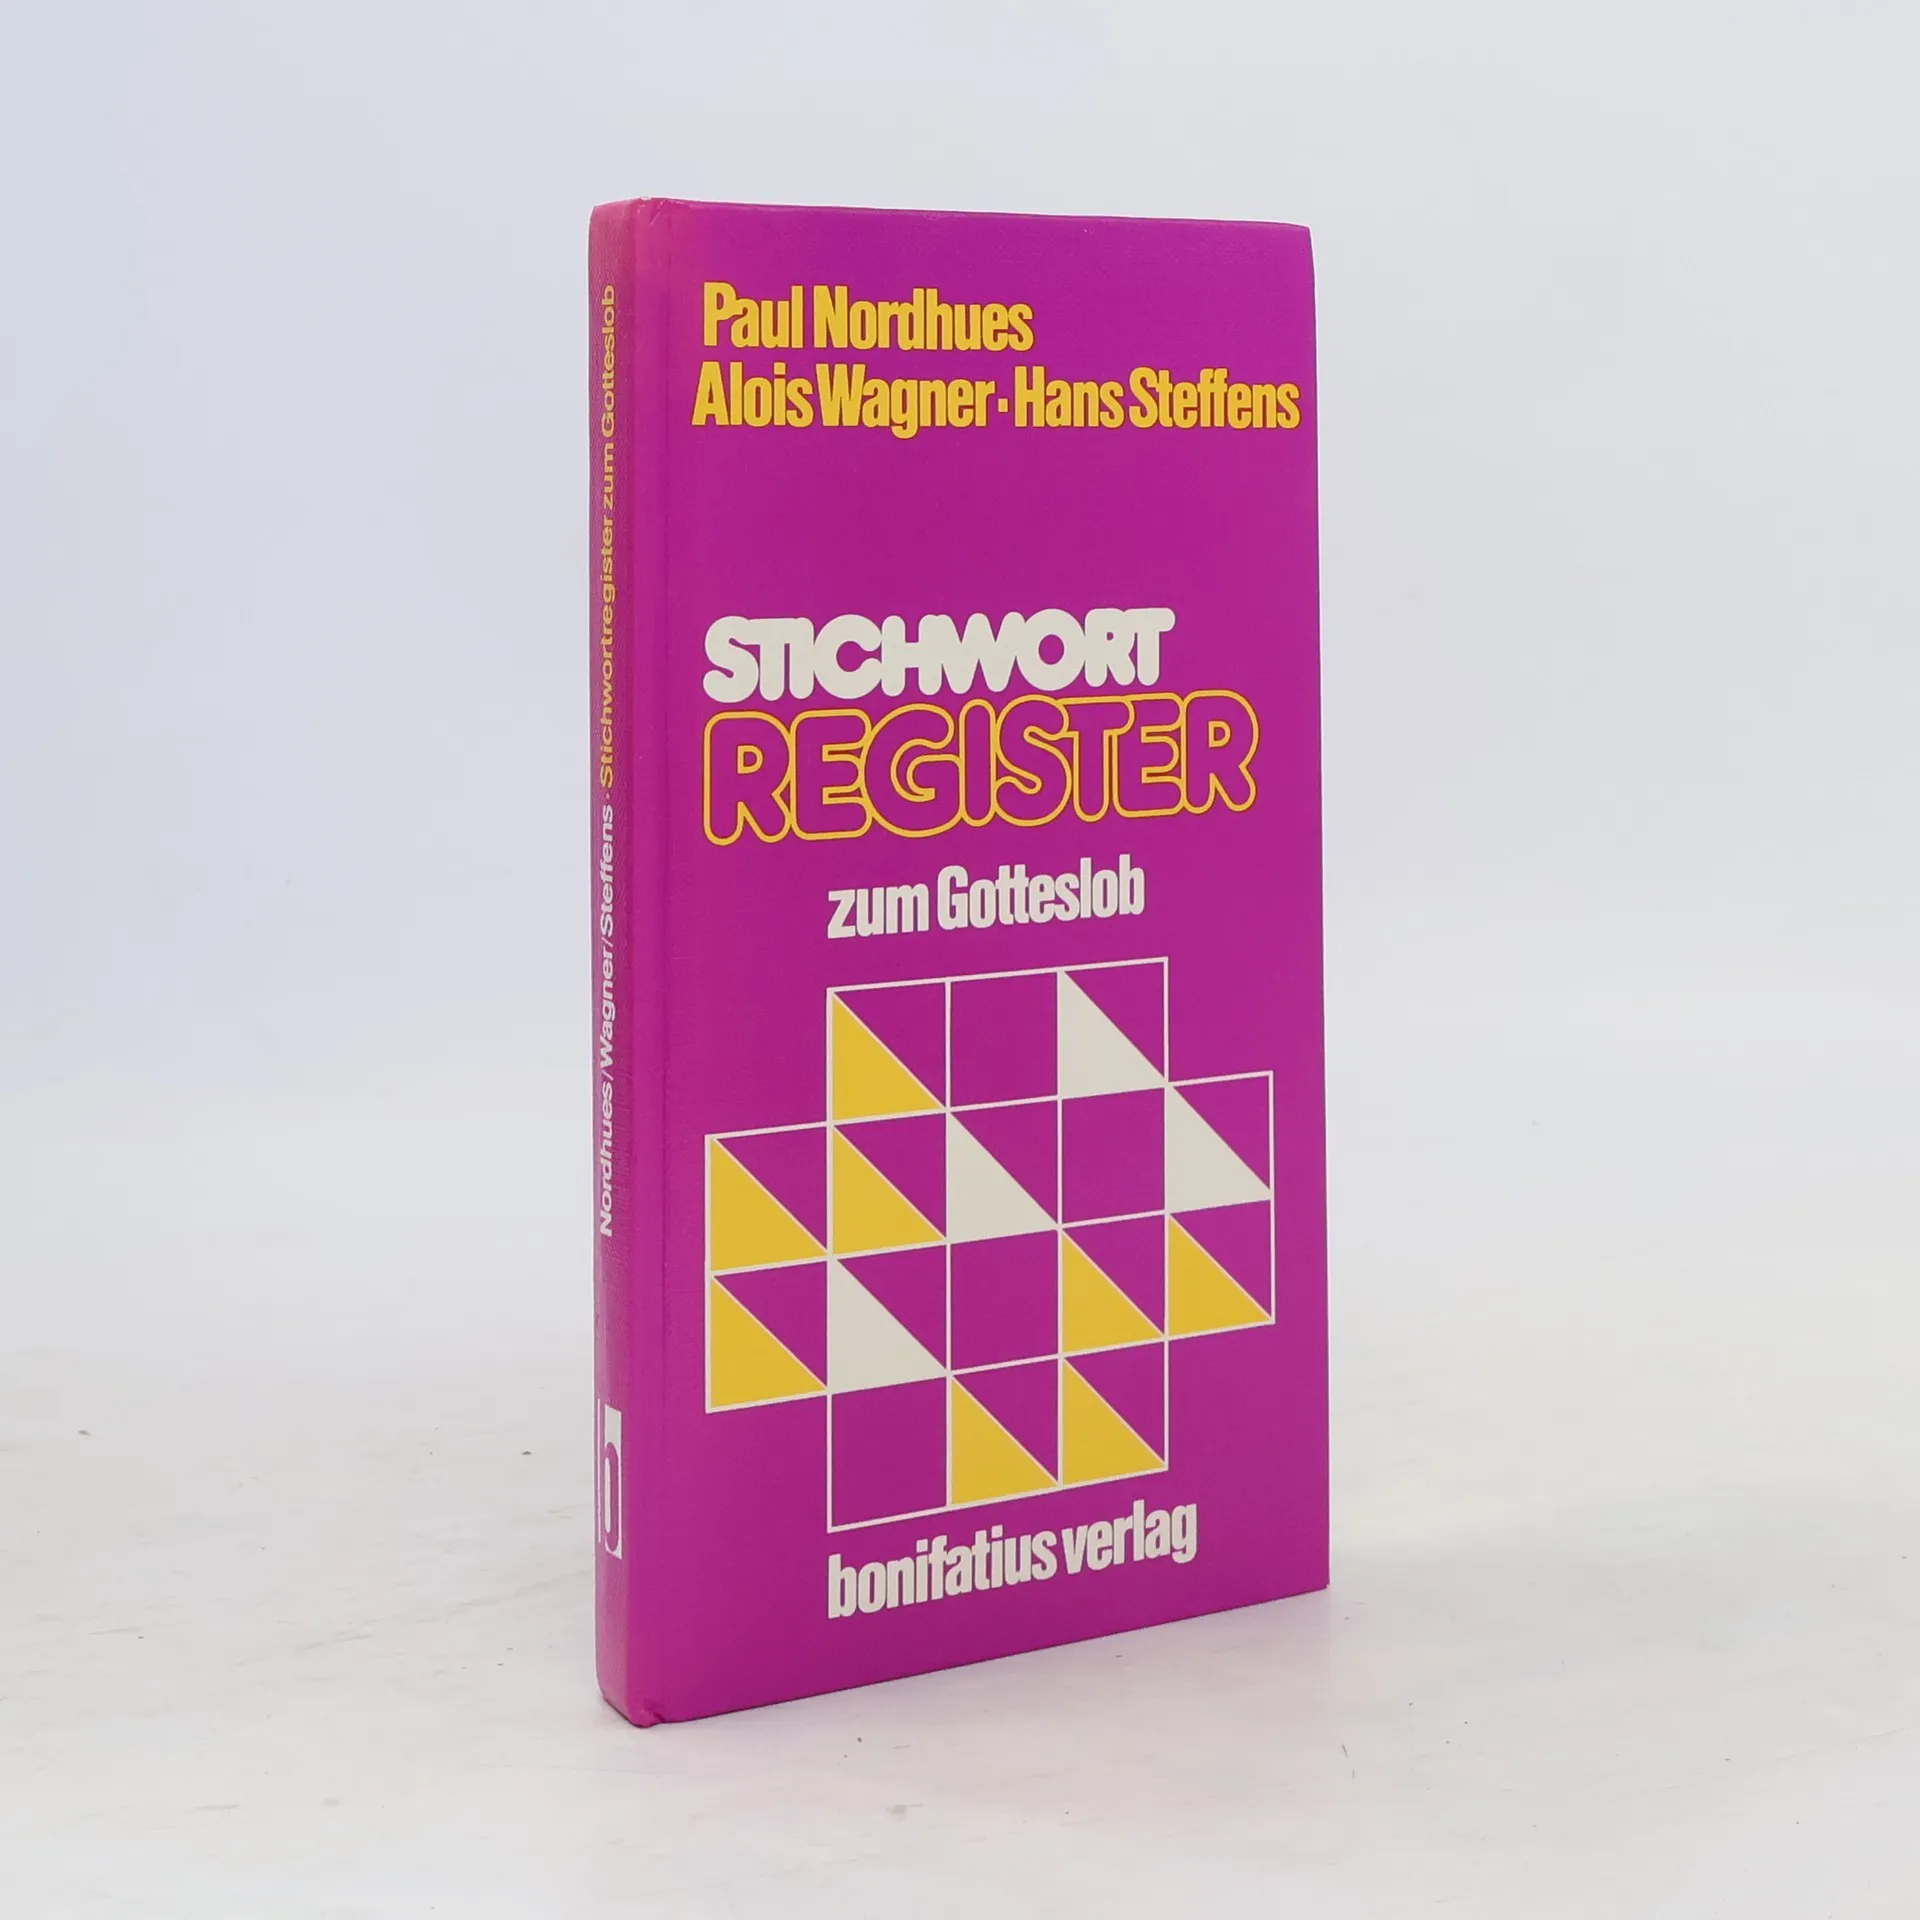 Paul Nordhues
Alois Wagner · Hans Steffens
STICHWORT
REGISTER
zum Gotteslob
bonifatius verlag
Nordhues/Wagner/Steffens · Stichwortregister zum Gotteslob